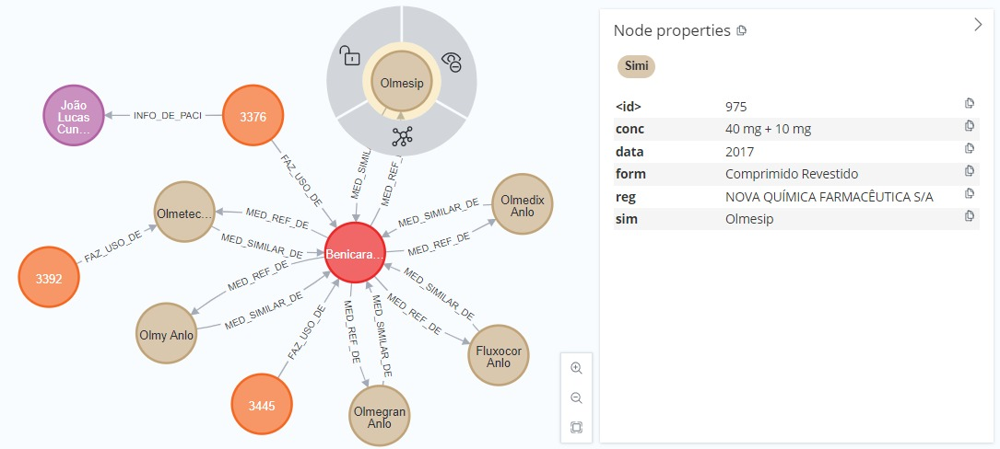 Olmesip
João
Lucas
Cun...
INFO_DE_PACI
3376
FAZ_USO_DE
MED_SIMIL
MED_REF_
Olmetec...
MED_REF_DE
MED_SIMILAR_DE
Olmedix
Anlo
MED_SIMILAR_DE
MED_REF_DE
FAZ_USO_DE
3392
Benicara...
MED_REF_DE
MED_SIMILAR_DE
Olmy Anlo
FAZ_USO_DE
3445
MED_REF_DE
MED_SIMILAR_DE
Olmegran
Anlo
MED_SIMILAR_DE
MED_REF_DE
Fluxocor
Anlo
Node properties
Simi
<id> 975
conc 40 mg + 10 mg
data 2017
form Comprimido Revestido
reg NOVA QUÍMICA FARMACÊUTICA S/A
sim Olmesip